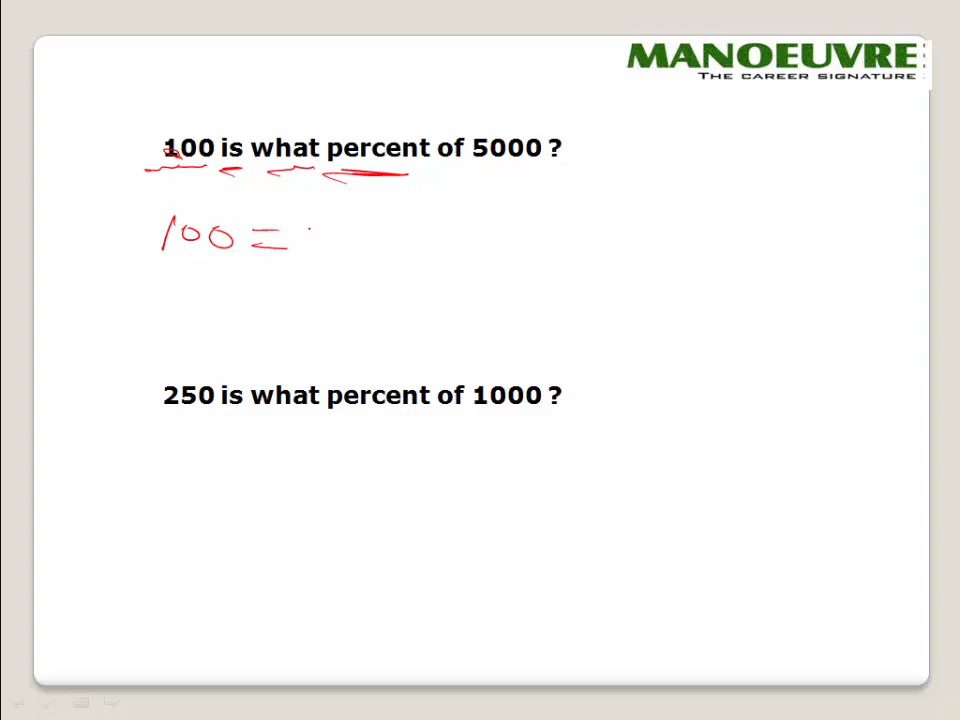 MANOEUVRE
THE CAREER SIGNATURE
100 is what percent of 5000 ?
100 =
250 is what percent of 1000 ?